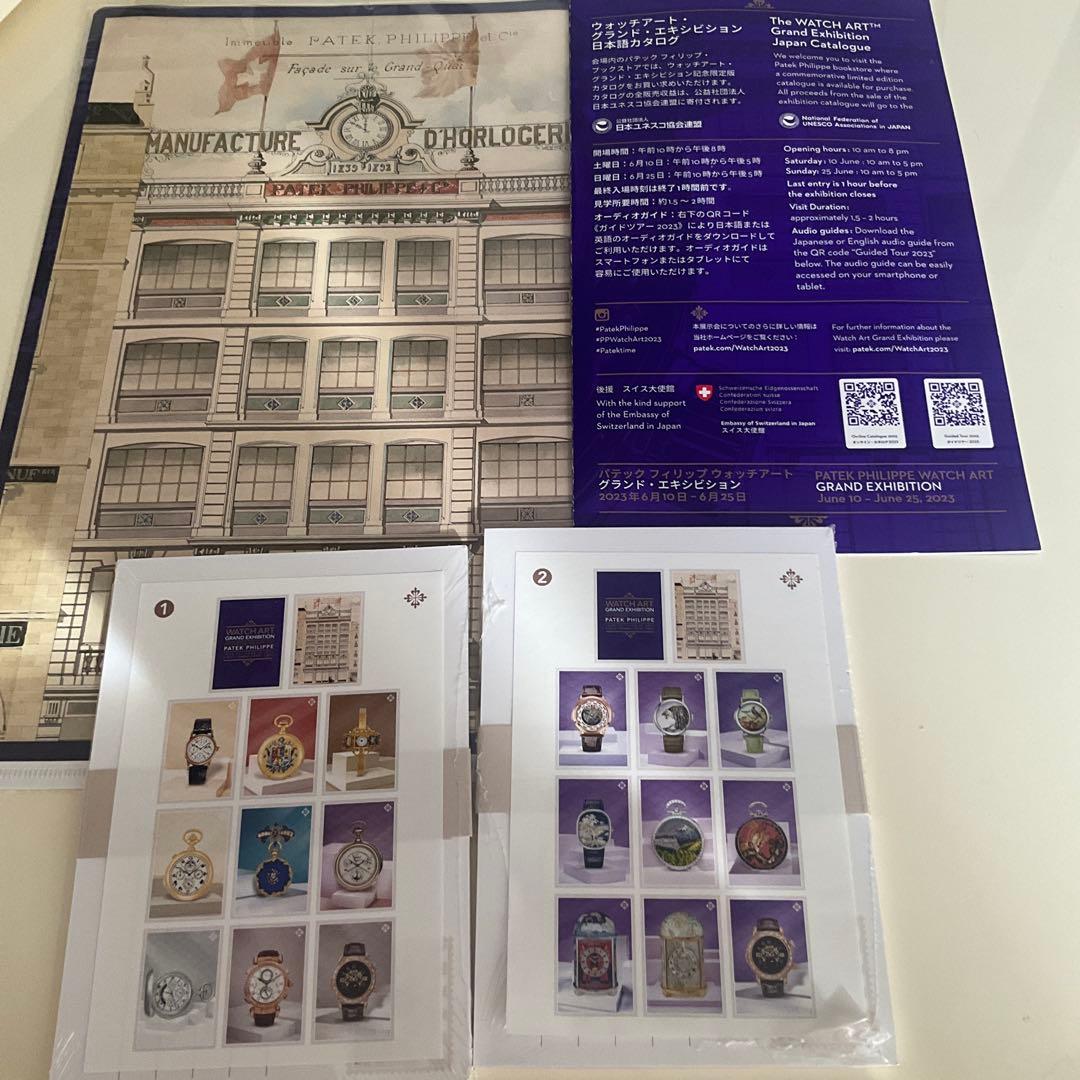 Immeuble PATEK, PHILIPPE et Cie
Façade sur le Grand-Quai
MANUFACTURE D'HORLOGER
1839 1892
PATEK PHILIPPE & Co
ウォッチアート・
グランド・エキシビション
日本語カタログ
会場内のパテック フィリップ・
ブックストアでは、ウォッチアート・
グランド・エキシビション記念限定版
カタログをお買い求めいただけます。
カタログの全販売収益は、公益社団法人
日本ユネスコ協会連盟に寄付されます。
公益社団法人
日本ユネスコ協会連盟
The WATCH ART™
Grand Exhibition
Japan Catalogue
We welcome you to visit the
Patek Philippe bookstore where
a commemorative limited edition
catalogue is available for purchase.
All proceeds from the sale of the
exhibition catalogue will go to the
National Federation of
UNESCO Associations in JAPAN
開場時間：午前10時から午後8時
土曜日：6月10日：午前10時から午後5時
日曜日：6月25日：午前10時から午後5時
最終入場時刻は終了1時間前です。
見学所要時間：約1.5～2時間
オーディオガイド：右下のQRコード
《ガイドツアー 2023》により日本語または
英語のオーディオガイドをダウンロードして
ご利用いただけます。オーディオガイドは
スマートフォンまたはタブレットにて
容易にご使用いただけます。
Opening hours: 10 am to 8 pm
Saturday: 10 June: 10 am to 5 pm
Sunday: 25 June: 10 am to 5 pm
Last entry is 1 hour before
the exhibition closes
Visit Duration:
approximately 1.5 - 2 hours
Audio guides: Download the
Japanese or English audio guide from
the QR code "Guided Tour 2023"
below. The audio guide can be easily
accessed on your smartphone or
tablet.
#PatekPhilippe
#PPWatchArt2023
#Patektime
本展示会についてのさらに詳しい情報は
当社ホームページをご覧ください：
patek.com/WatchArt2023
For further information about the
Watch Art Grand Exhibition please
visit: patek.com/WatchArt2023
後援 スイス大使館
With the kind support
of the Embassy of
Switzerland in Japan
Schweizerische Eidgenossenschaft
Confédération suisse
Confederazione Svizzera
Confederaziun svizra
Embassy of Switzerland in Japan
スイス大使館
On-line Catalogue 2023
Guided Tour 2023
パテック フィリップ ウォッチアート
グランド・エキシビション
2023年6月10日－6月25日
PATEK PHILIPPE WATCH ART
GRAND EXHIBITION
June 10 – June 25, 2023
1
WATCH ART
GRAND EXHIBITION
PATEK PHILIPPE
2
WATCH ART
GRAND EXHIBITION
PATEK PHILIPPE